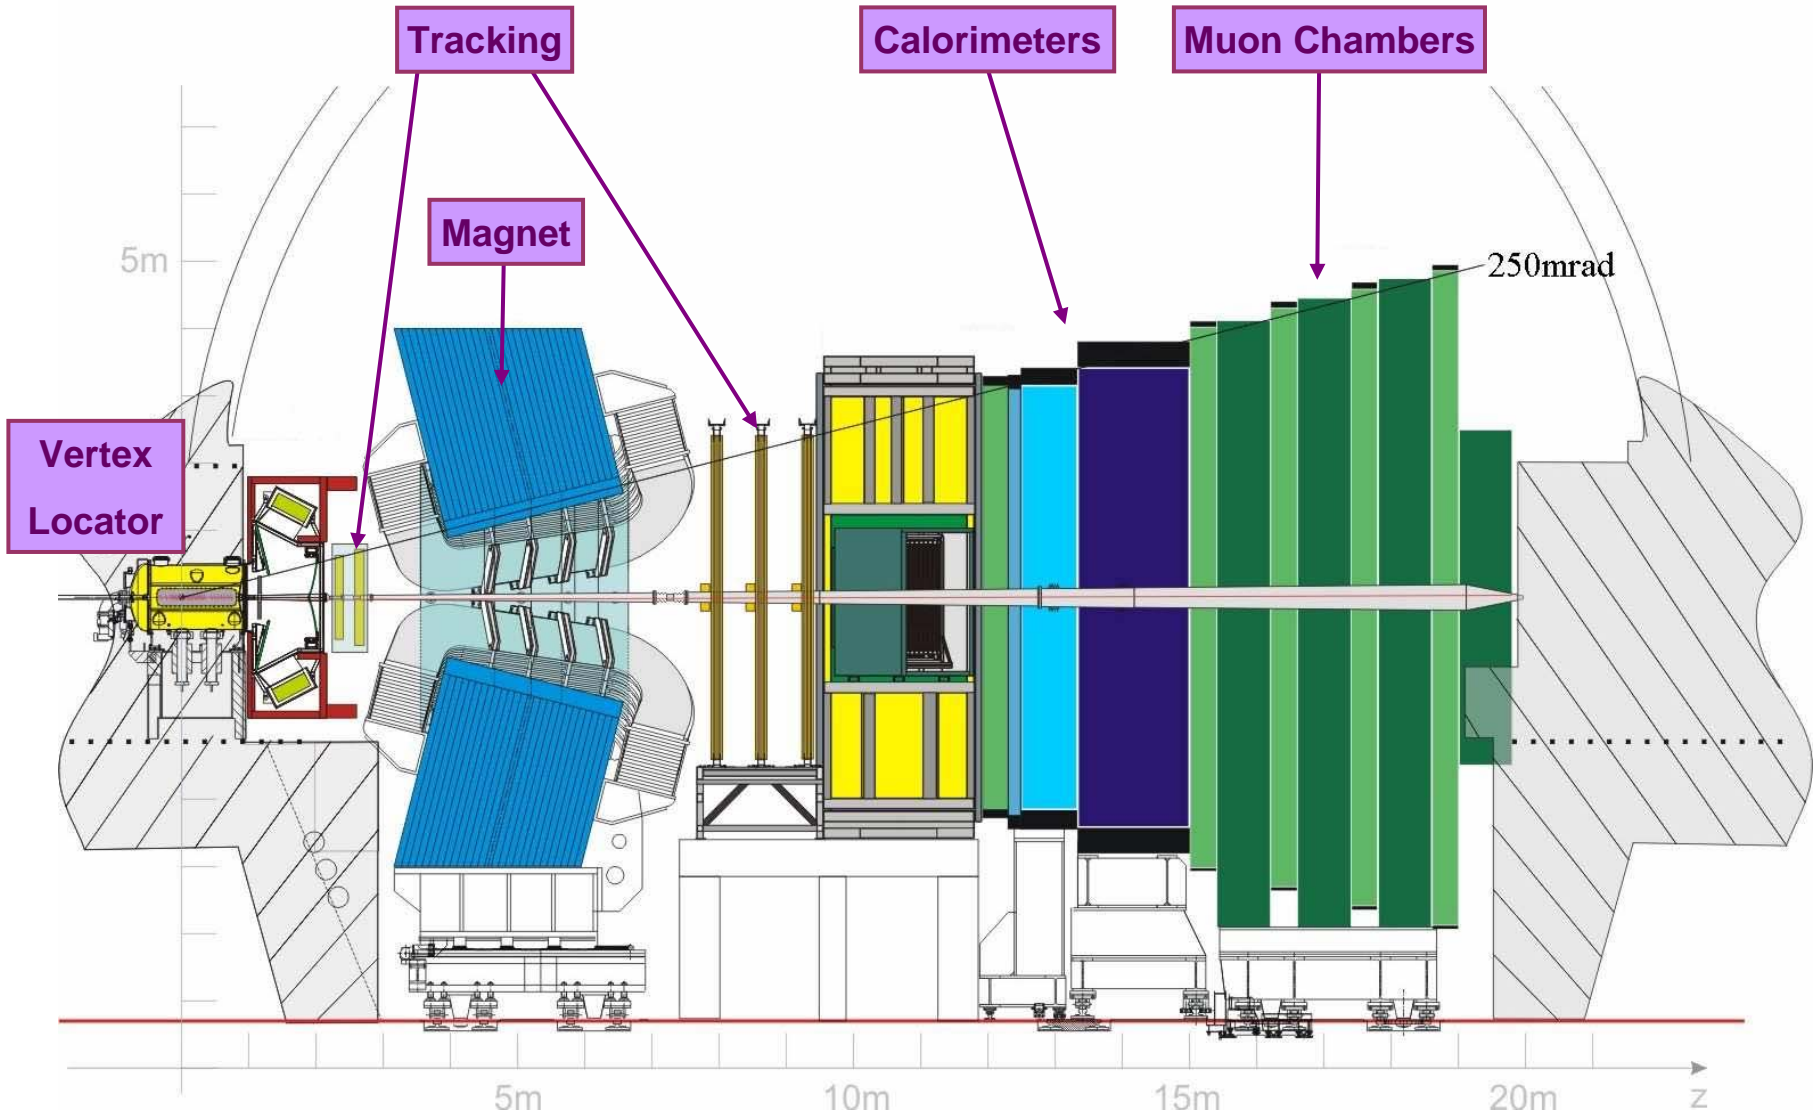 Tracking
Calorimeters
Muon Chambers
Magnet
5m
250mrad
Vertex
Locator
5m
10m
15m
20m
z